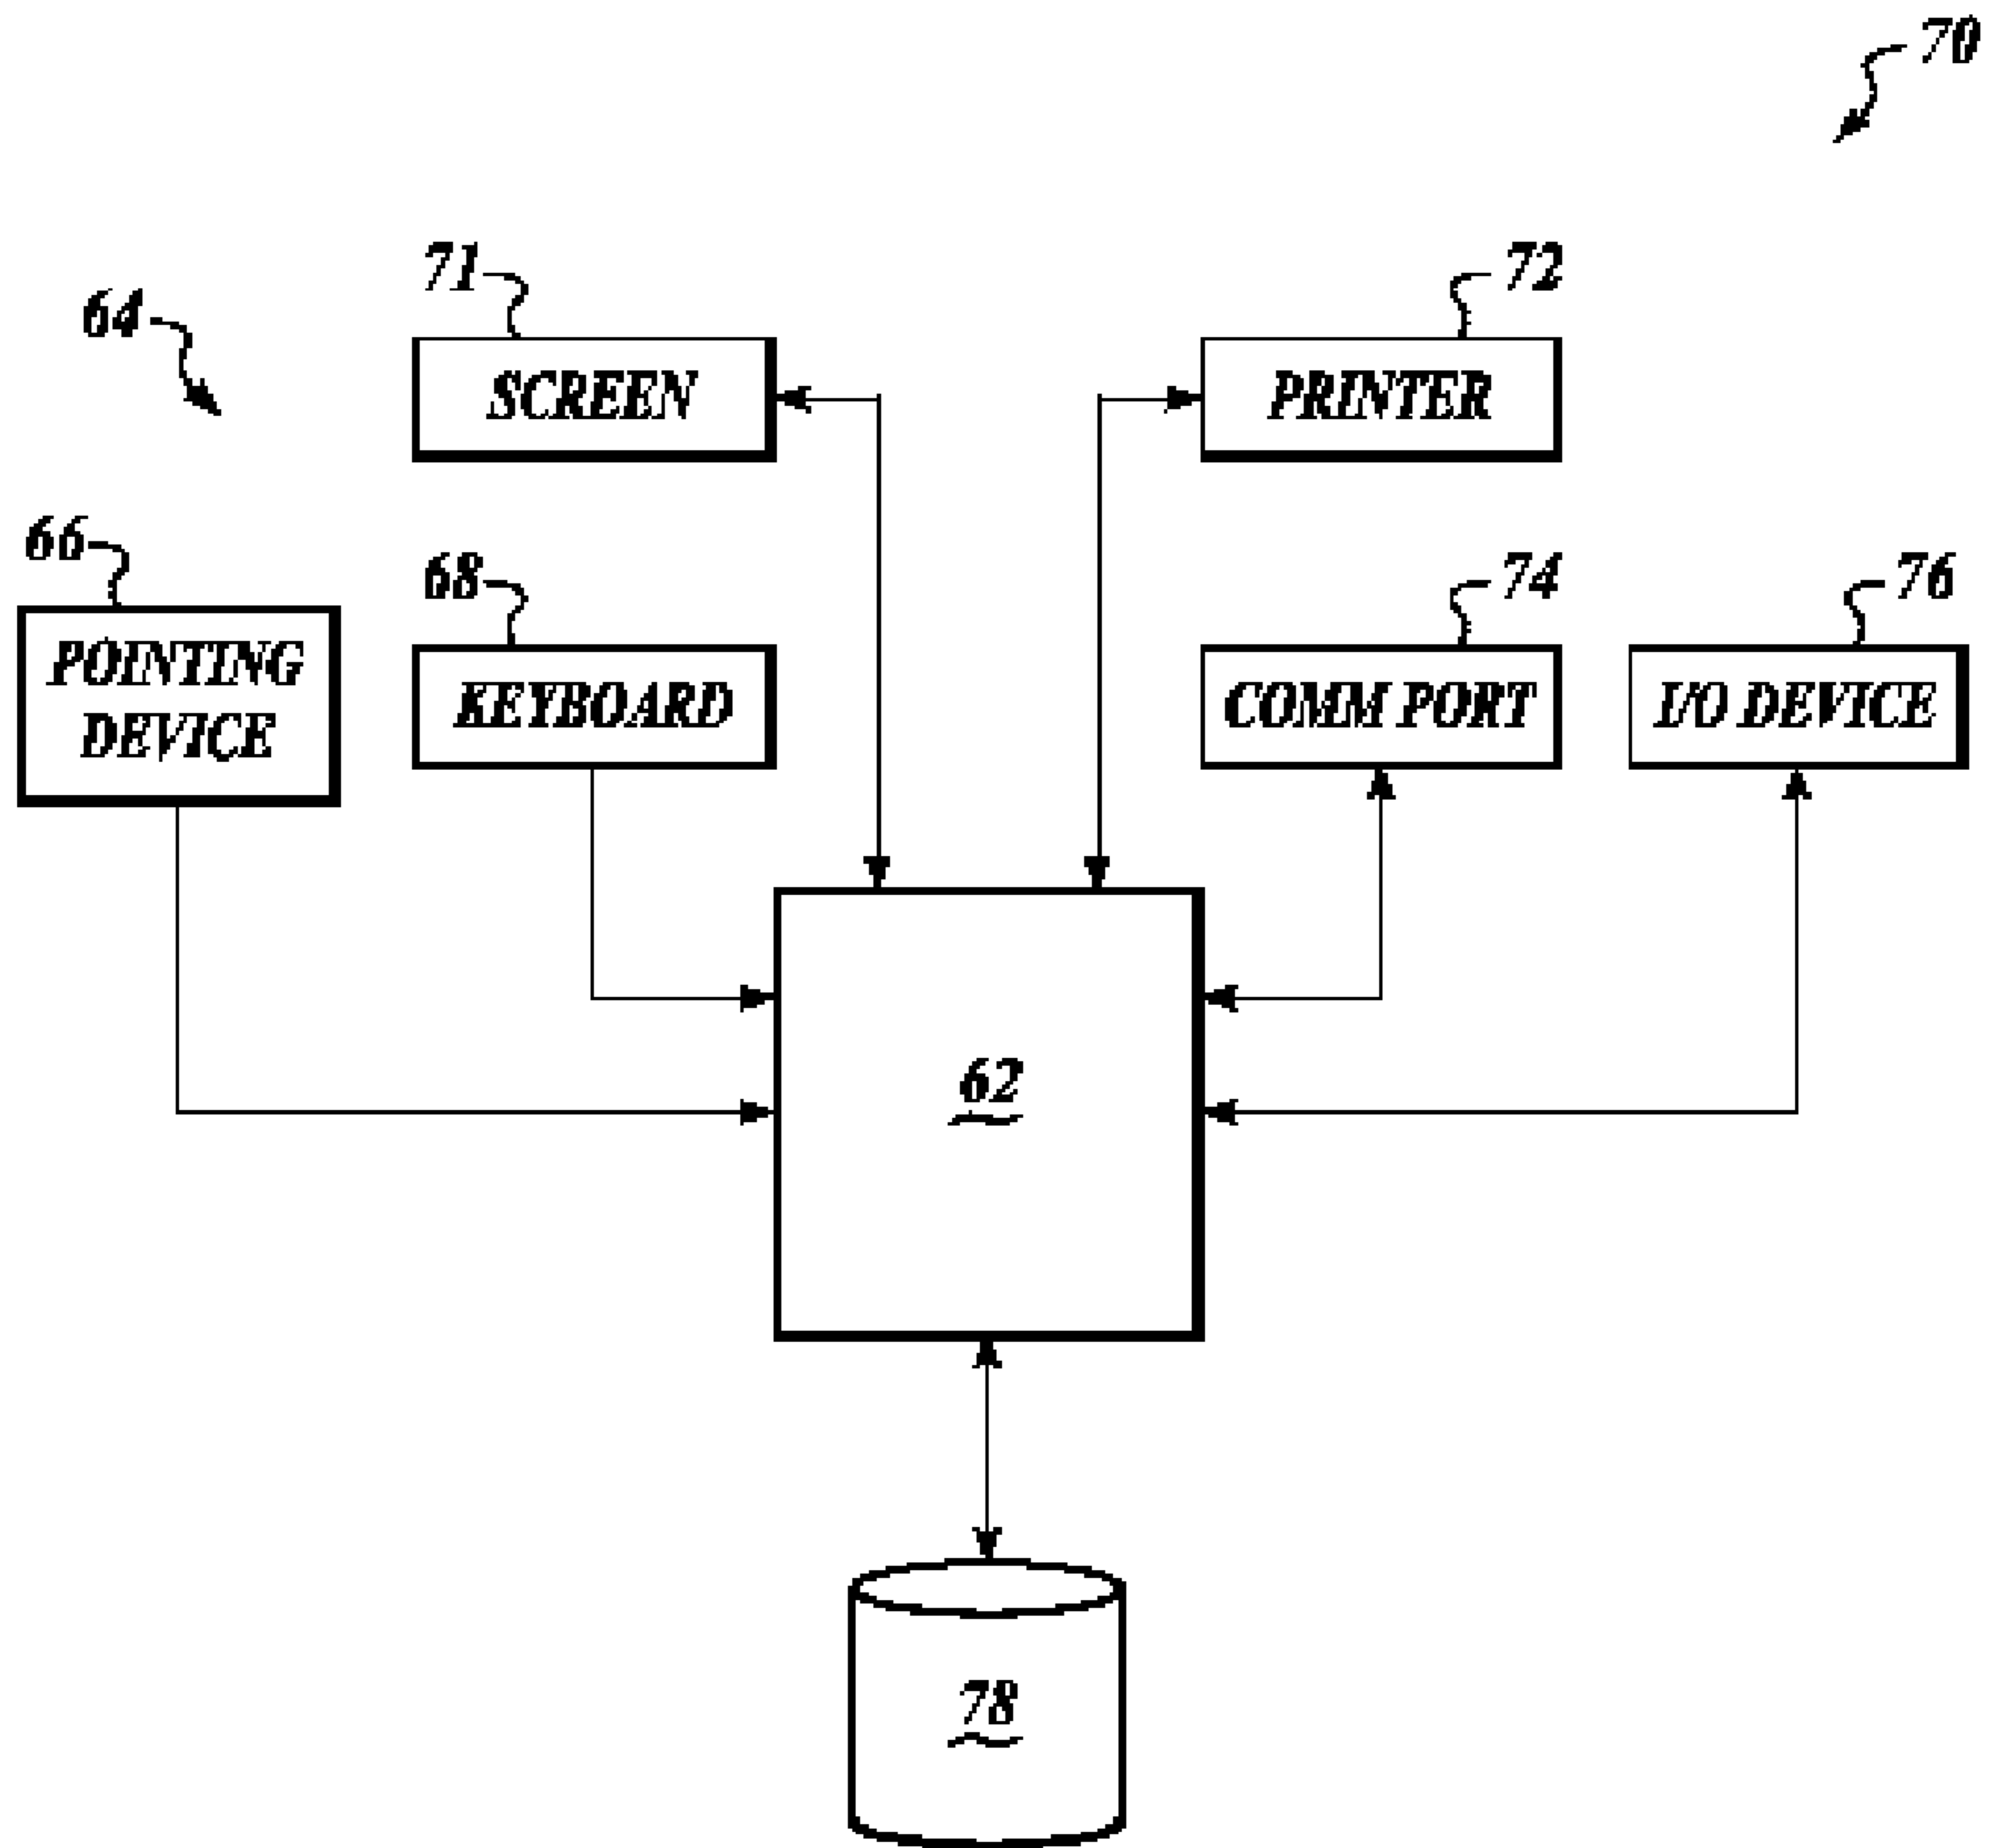 70
71
72
64
SCREEN
PRINTER
66
68
74
76
POINTING
DEVICE
KEYBOARD
COMM PORT
I/O DEVICE
62
78